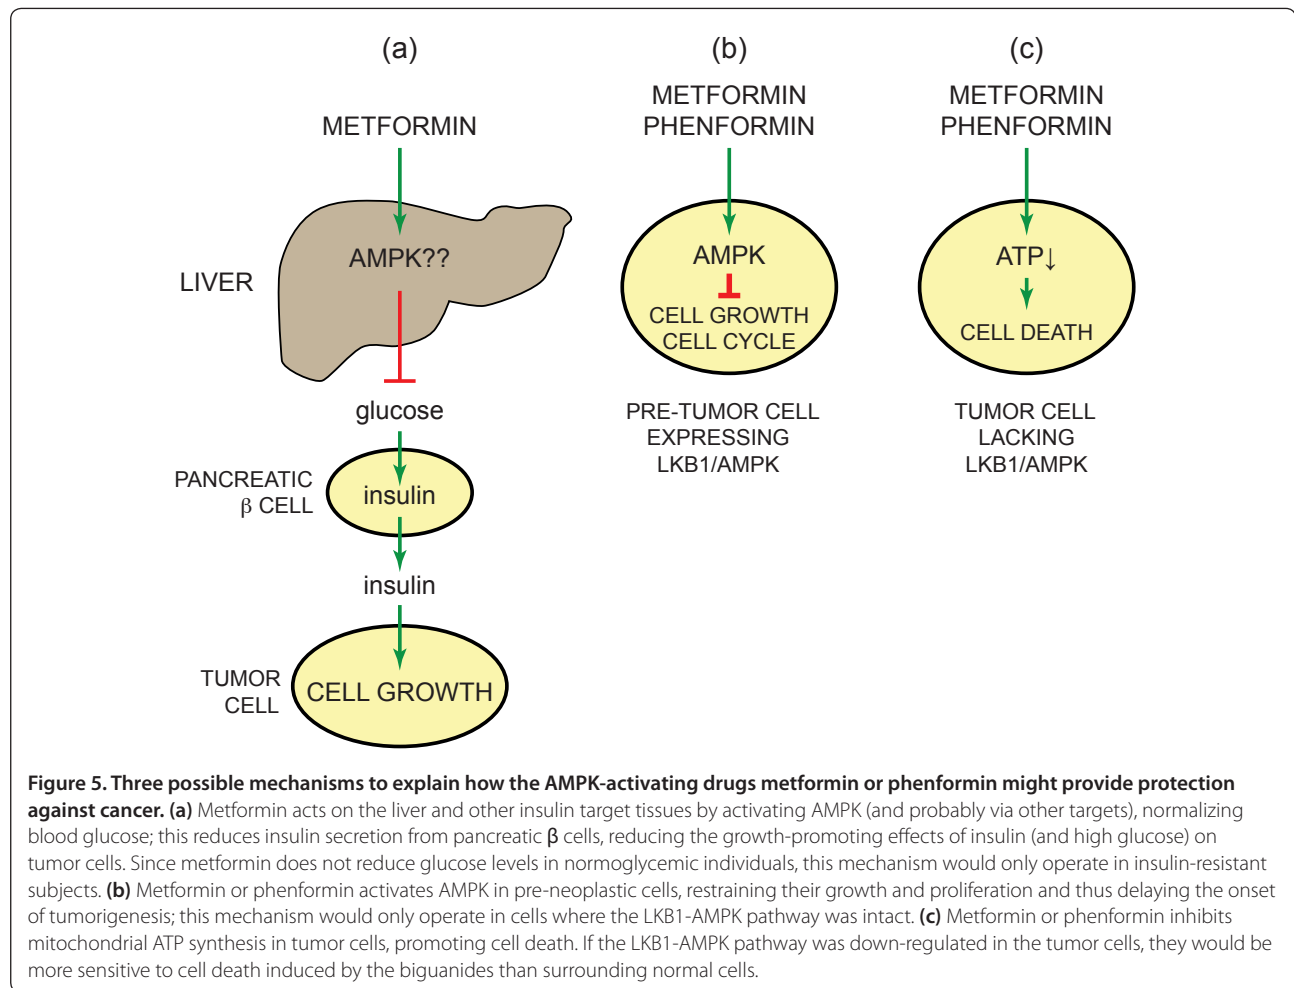 (a)
METFORMIN
LIVER
AMPK??
glucose
PANCREATIC
β CELL
insulin
insulin
TUMOR
CELL
CELL GROWTH
(b)
METFORMIN
PHENFORMIN
AMPK
CELL GROWTH
CELL CYCLE
PRE-TUMOR CELL
EXPRESSING
LKB1/AMPK
(c)
METFORMIN
PHENFORMIN
ATP↓
CELL DEATH
TUMOR CELL
LACKING
LKB1/AMPK
Figure 5. Three possible mechanisms to explain how the AMPK-activating drugs metformin or phenformin might provide protection
against cancer. (a) Metformin acts on the liver and other insulin target tissues by activating AMPK (and probably via other targets), normalizing
blood glucose; this reduces insulin secretion from pancreatic β cells, reducing the growth-promoting effects of insulin (and high glucose) on
tumor cells. Since metformin does not reduce glucose levels in normoglycemic individuals, this mechanism would only operate in insulin-resistant
subjects. (b) Metformin or phenformin activates AMPK in pre-neoplastic cells, restraining their growth and proliferation and thus delaying the onset
of tumorigenesis; this mechanism would only operate in cells where the LKB1-AMPK pathway was intact. (c) Metformin or phenformin inhibits
mitochondrial ATP synthesis in tumor cells, promoting cell death. If the LKB1-AMPK pathway was down-regulated in the tumor cells, they would be
more sensitive to cell death induced by the biguanides than surrounding normal cells.